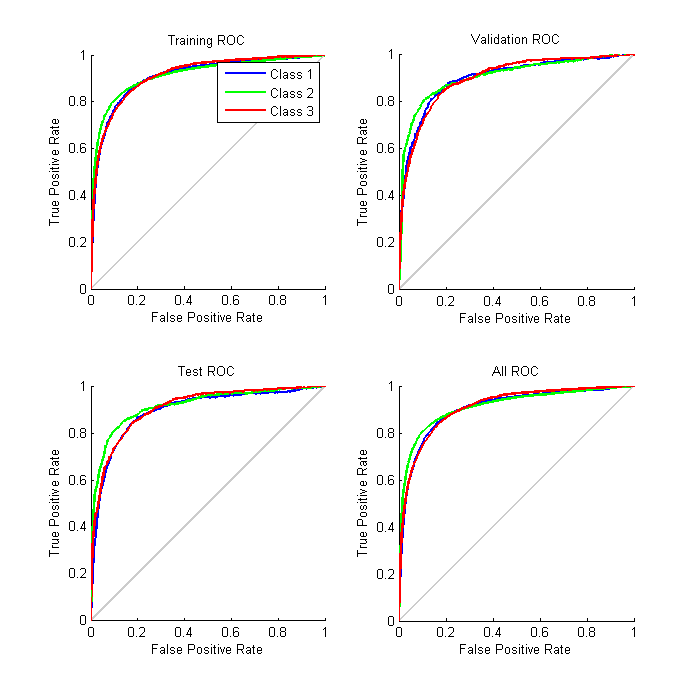 Training ROC
1
0.8
0.6
0.4
0.2
0
True Positive Rate
Class 1
Class 2
Class 3
0 0.2 0.4 0.6 0.8 1
False Positive Rate
Validation ROC
1
0.8
0.6
0.4
0.2
0
True Positive Rate
0 0.2 0.4 0.6 0.8 1
False Positive Rate
Test ROC
1
0.8
0.6
0.4
0.2
0
True Positive Rate
0 0.2 0.4 0.6 0.8 1
False Positive Rate
All ROC
1
0.8
0.6
0.4
0.2
0
True Positive Rate
0 0.2 0.4 0.6 0.8 1
False Positive Rate